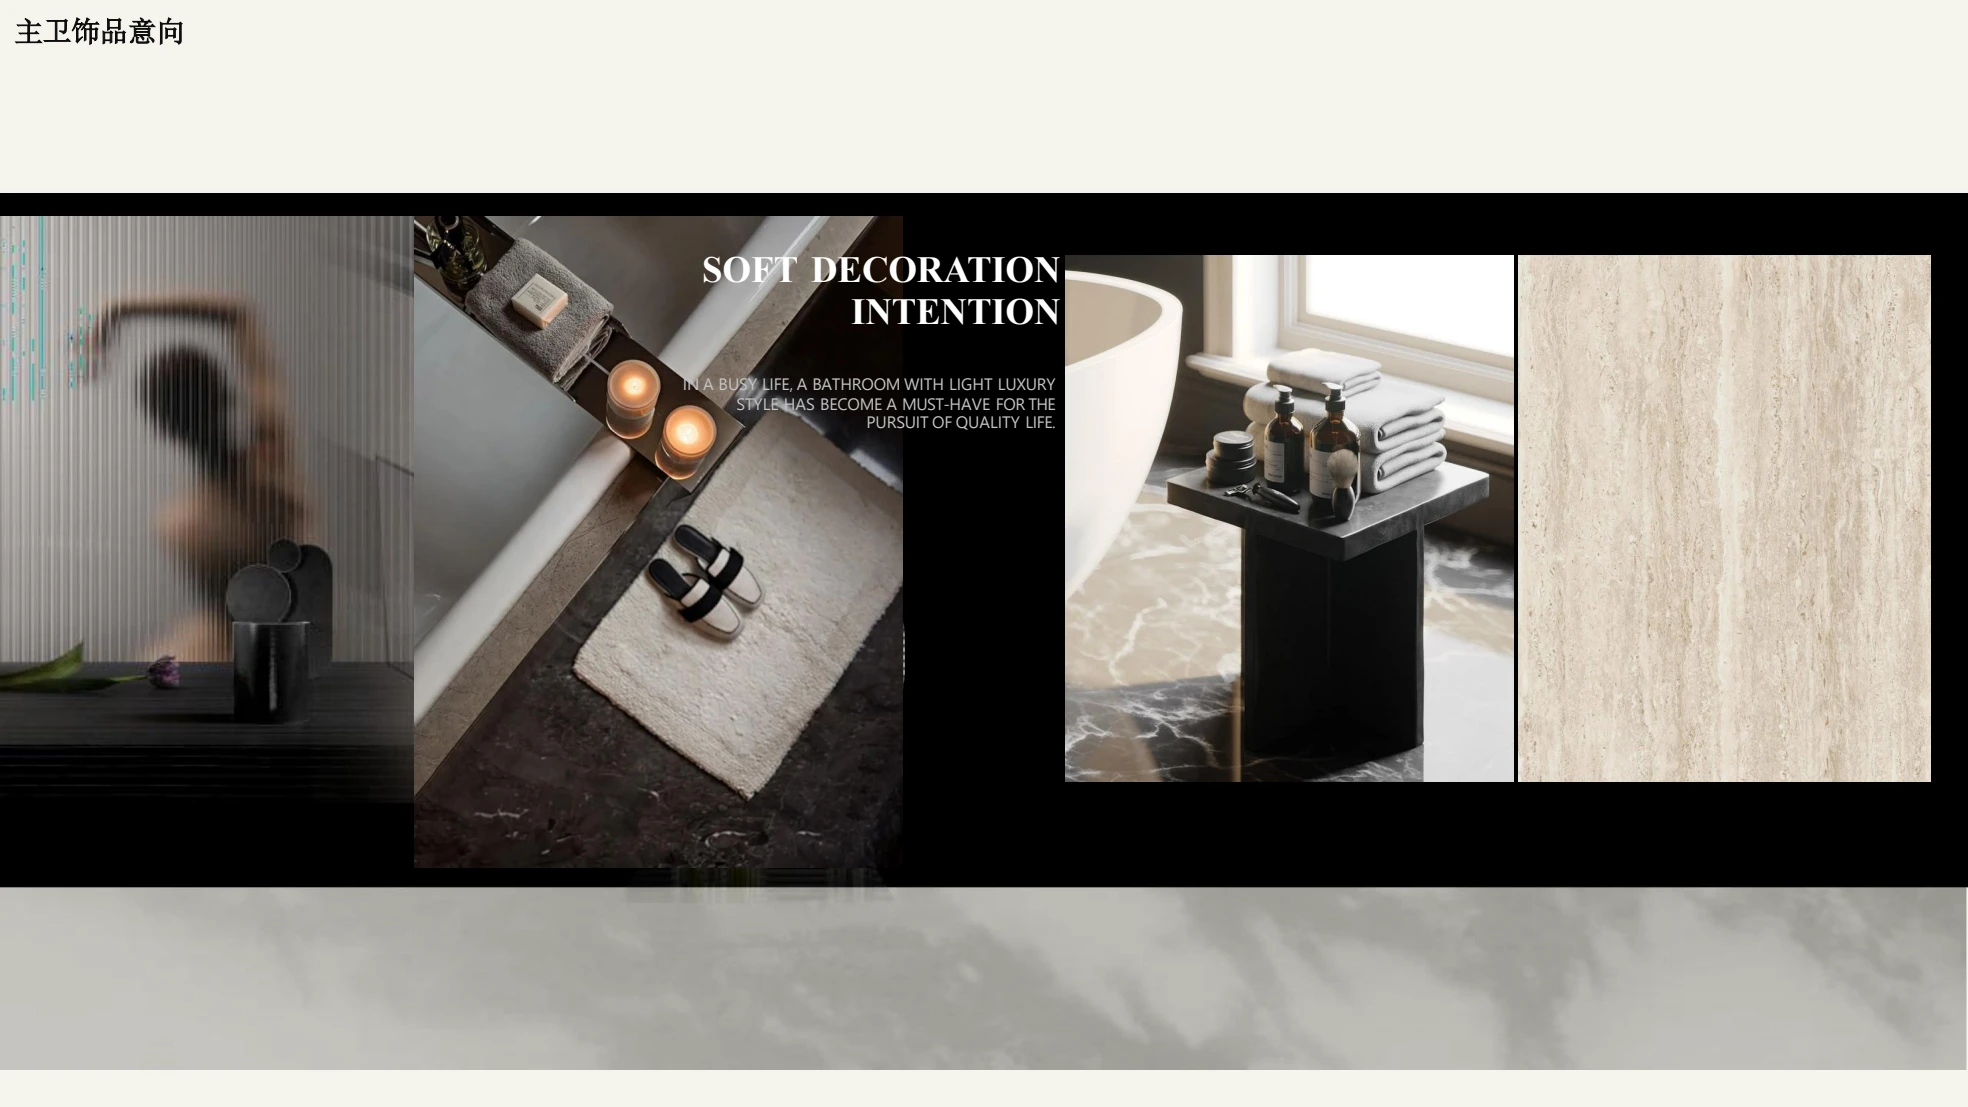 主卫饰品意向
SOFT DECORATION
INTENTION
IN A BUSY LIFE, A BATHROOM WITH LIGHT LUXURY
STYLE HAS BECOME A MUST-HAVE FOR THE
PURSUIT OF QUALITY LIFE.